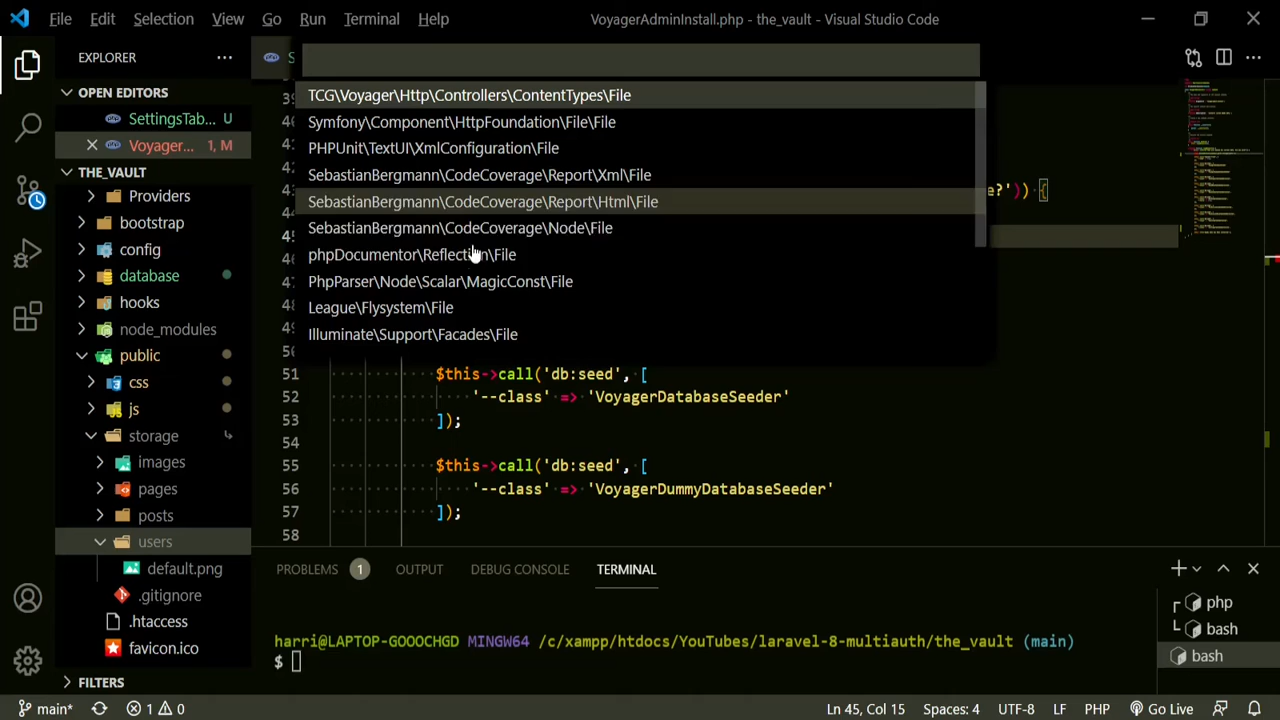 File Edit Selection View Go Run Terminal Help VoyagerAdminInstall.php - the_vault - Visual Studio Code
EXPLORER
S
OPEN EDITORS
SettingsTab... U
Voyager... 1, M
THE_VAULT
Providers
bootstrap
config
database
hooks
node_modules
public
css
js
storage
images
pages
posts
users
default.png
.gitignore
.htaccess
favicon.ico
FILTERS
TCG\Voyager\Http\Controllers\ContentTypes\File
Symfony\Component\HttpFoundation\File\File
PHPUnit\TextUI\XmlConfiguration\File
SebastianBergmann\CodeCoverage\Report\Xml\File
SebastianBergmann\CodeCoverage\Report\Html\File
SebastianBergmann\CodeCoverage\Node\File
phpDocumentor\Reflection\File
PhpParser\Node\Scalar\MagicConst\File
League\Flysystem\File
Illuminate\Support\Facades\File
e?')) {
51 $this->call('db:seed', [
52 '--class' => 'VoyagerDatabaseSeeder'
53 ]);
54
55 $this->call('db:seed', [
56 '--class' => 'VoyagerDummyDatabaseSeeder'
57 ]);
58
PROBLEMS 1 OUTPUT DEBUG CONSOLE TERMINAL
harri@LAPTOP-GOOOCHGD MINGW64 /c/xampp/htdocs/YouTubes/laravel-8-multiauth/the_vault (main)
$
php
bash
bash
main* 1 0 Ln 45, Col 15 Spaces: 4 UTF-8 LF PHP Go Live